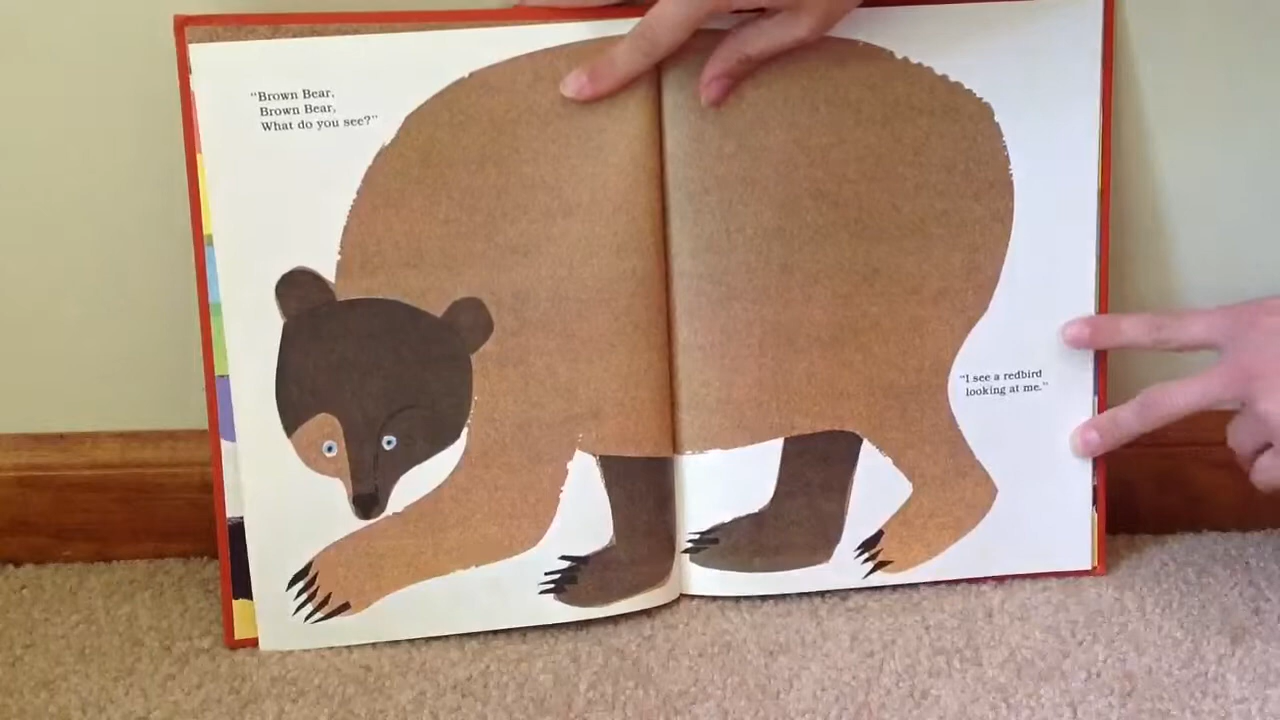 "Brown Bear,
Brown Bear,
What do you see?"
"I see a redbird
looking at me."